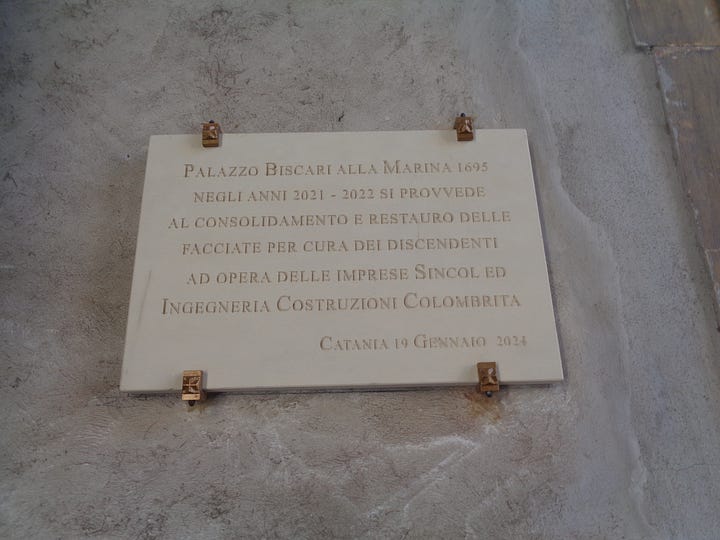 Palazzo Biscari alla Marina 1695
negli anni 2021 - 2022 si provvede
al consolidamento e restauro delle
facciate per cura dei discendenti
ad opera delle imprese Sincol ed
Ingegneria Costruzioni Colombrita
Catania 19 Gennaio 2024